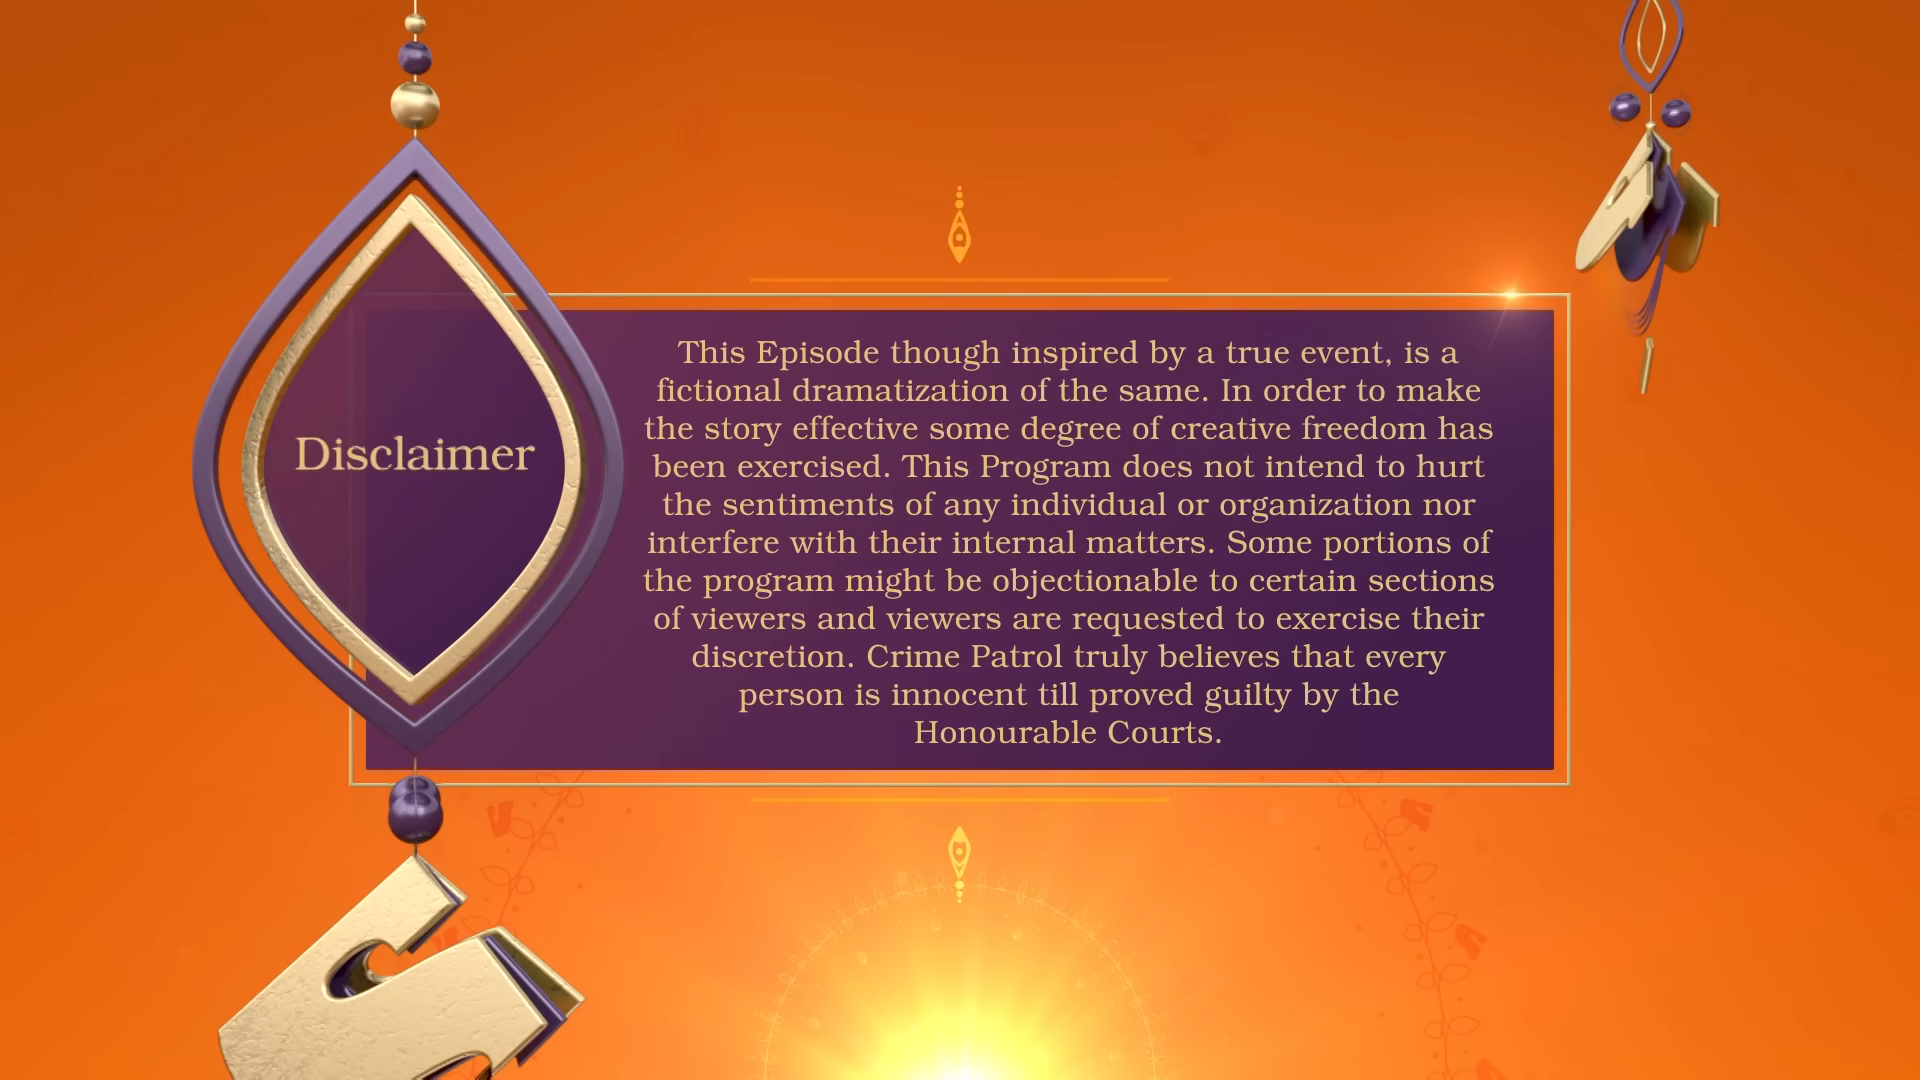 Disclaimer
This Episode though inspired by a true event, is a
fictional dramatization of the same. In order to make
the story effective some degree of creative freedom has
been exercised. This Program does not intend to hurt
the sentiments of any individual or organization nor
interfere with their internal matters. Some portions of
the program might be objectionable to certain sections
of viewers and viewers are requested to exercise their
discretion. Crime Patrol truly believes that every
person is innocent till proved guilty by the
Honourable Courts.